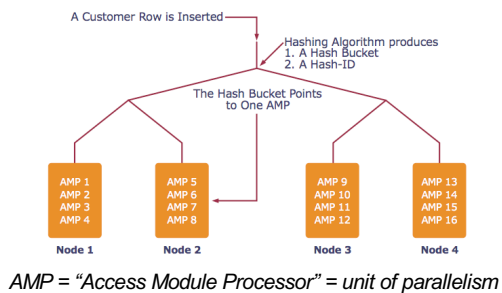 A Customer Row is Inserted
Hashing Algorithm produces
1. A Hash Bucket
2. A Hash-ID
The Hash Bucket Points
to One AMP
AMP 1
AMP 2
AMP 3
AMP 4
Node 1
AMP 5
AMP 6
AMP 7
AMP 8
Node 2
AMP 9
AMP 10
AMP 11
AMP 12
Node 3
AMP 13
AMP 14
AMP 15
AMP 16
Node 4
AMP = “Access Module Processor” = unit of parallelism